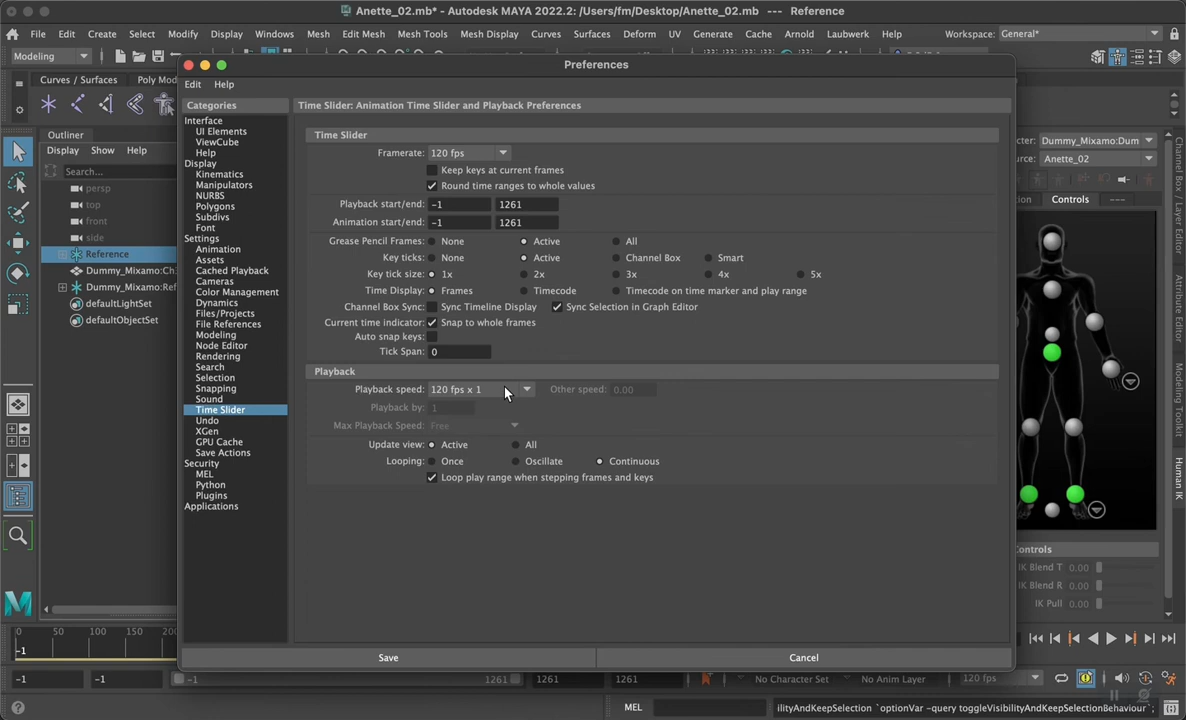 Anette_02.mb* - Autodesk MAYA 2022.2: /Users/fm/Desktop/Anette_02.mb --- Reference
File Edit Create Select Modify Display Windows Mesh Edit Mesh Mesh Tools Mesh Display Curves Surfaces Deform UV Generate Cache Arnold Laubwerk Help Workspace: General*
Modeling
Preferences
Curves / Surfaces Poly Mod
Edit Help
Categories
Time Slider: Animation Time Slider and Playback Preferences
Interface
UI Elements
ViewCube
Help
Display
Kinematics
Manipulators
NURBS
Polygons
Subdivs
Font
Settings
Animation
Assets
Cached Playback
Cameras
Color Management
Dynamics
Files/Projects
File References
Modeling
Node Editor
Rendering
Search
Selection
Snapping
Sound
Time Slider
Undo
XGen
GPU Cache
Save Actions
Security
MEL
Python
Plugins
Applications
Outliner
Display Show Help
Search...
persp
top
front
side
Reference
Dummy_Mixamo:Ch
Dummy_Mixamo:Ref
defaultLightSet
defaultObjectSet
Time Slider
Framerate: 120 fps
Keep keys at current frames
Round time ranges to whole values
Playback start/end: -1 1261
Animation start/end: -1 1261
Grease Pencil Frames: None Active All
Key ticks: None Active Channel Box Smart
Key tick size: 1x 2x 3x 4x 5x
Time Display: Frames Timecode Timecode on time marker and play range
Channel Box Sync: Sync Timeline Display Sync Selection in Graph Editor
Current time indicator: Snap to whole frames
Auto snap keys:
Tick Span: 0
Playback
Playback speed: 120 fps x 1 Other speed: 0.00
Playback by: 1
Max Playback Speed: Free
Update view: Active All
Looping: Once Oscillate Continuous
Loop play range when stepping frames and keys
Save Cancel
cter: Dummy_Mixamo:Dum
urce: Anette_02
tion Controls ---
Channel Box / Layer Editor
Attribute Editor
Modeling Toolkit
Human IK
Controls
IK Blend T 0.00
IK Blend R 0.00
IK Pull 0.00
0 50 100 150 200
-1
-1 -1 -1 1261 1261 1261 No Character Set No Anim Layer 120 fps
MEL ilityAndKeepSelection `optionVar -query toggleVisibilityAndKeepSelectionBehaviour`;